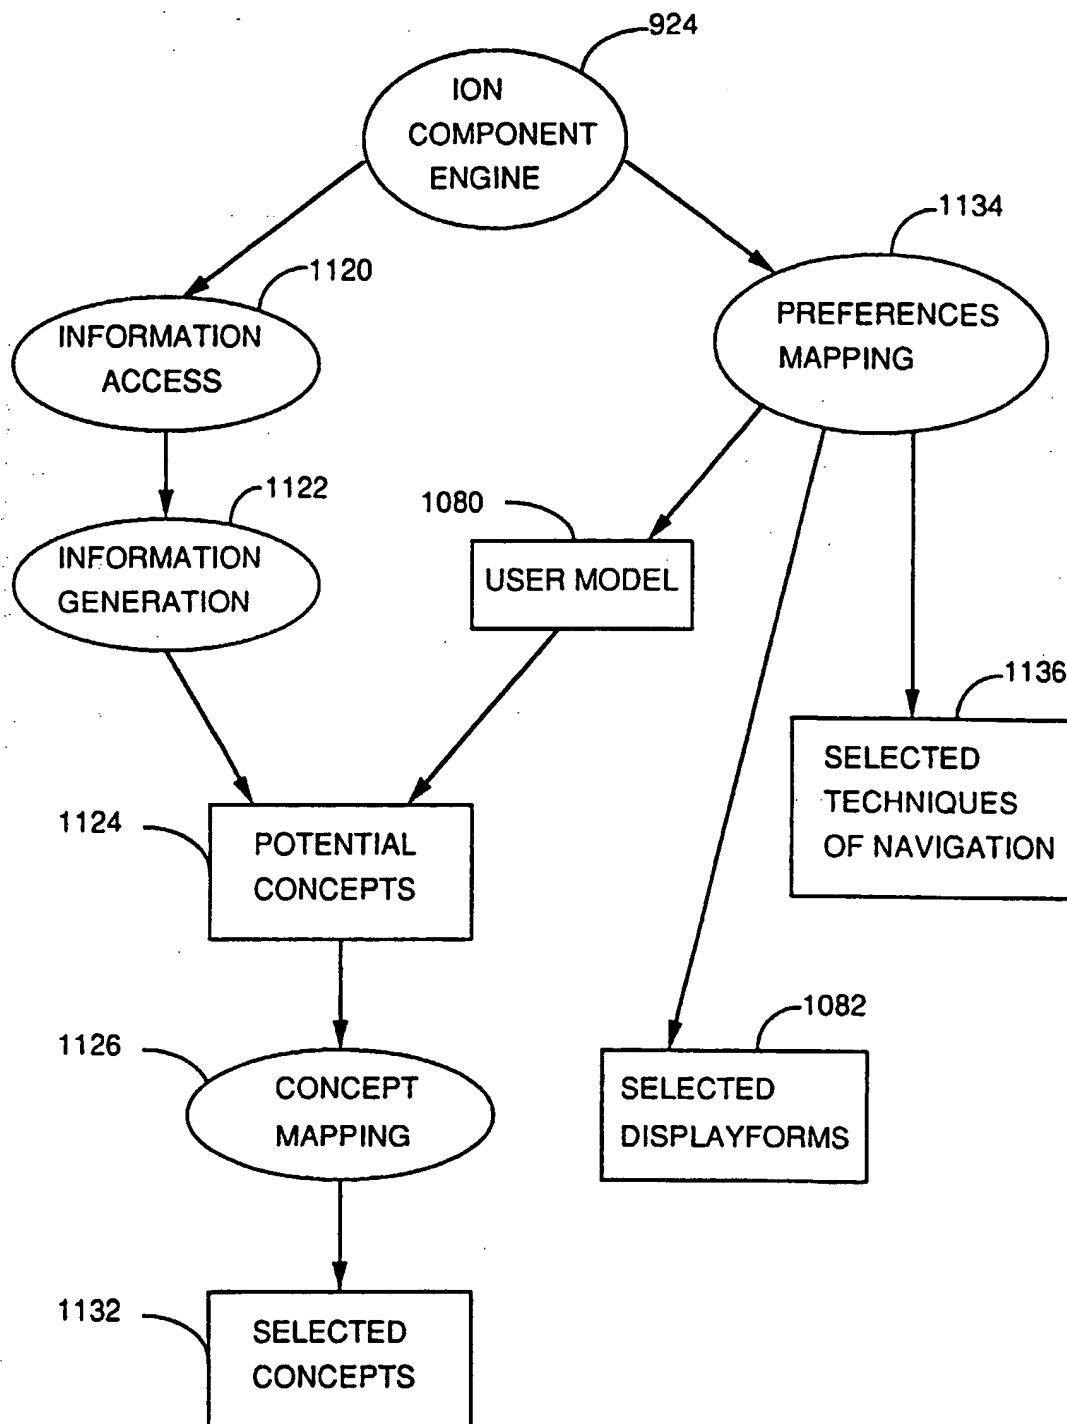 924
ION
COMPONENT
ENGINE
1134
PREFERENCES
MAPPING
1120
INFORMATION
ACCESS
1122
INFORMATION
GENERATION
1080
USER MODEL
1136
SELECTED
TECHNIQUES
OF NAVIGATION
1124
POTENTIAL
CONCEPTS
1082
SELECTED
DISPLAYFORMS
1126
CONCEPT
MAPPING
1132
SELECTED
CONCEPTS